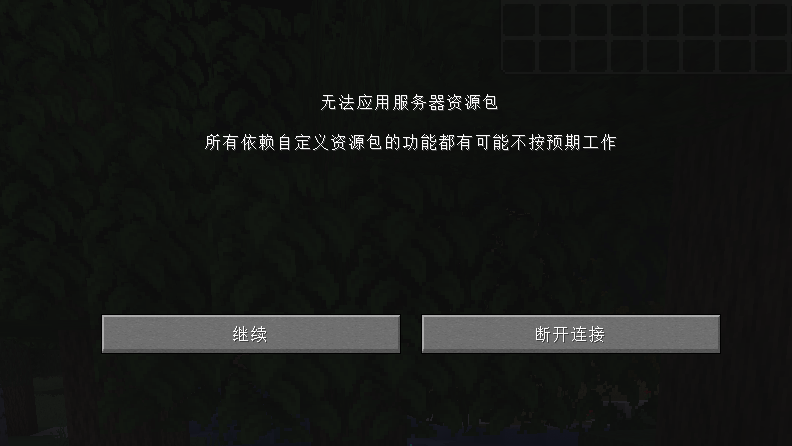 无法应用服务器资源包
所有依赖自定义资源包的功能都有可能不按预期工作
继续
断开连接